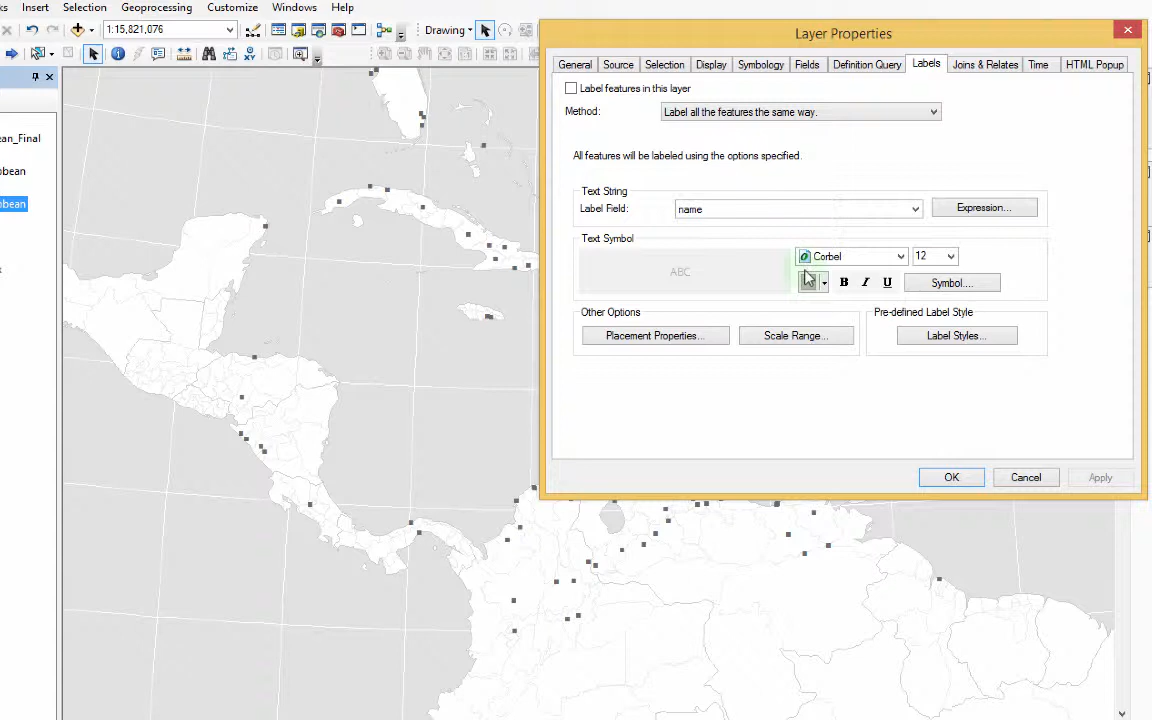 ks Insert Selection Geoprocessing Customize Windows Help
1:15,821,076 Drawing
Layer Properties
General Source Selection Display Symbology Fields Definition Query Labels Joins & Relates Time HTML Popup
Label features in this layer
Method: Label all the features the same way.
All features will be labeled using the options specified.
Text String
Label Field: name Expression...
Text Symbol
ABC
Corbel 12
B I U Symbol...
Other Options Pre-defined Label Style
Placement Properties... Scale Range... Label Styles...
OK Cancel Apply
ean_Final
bean
bbean